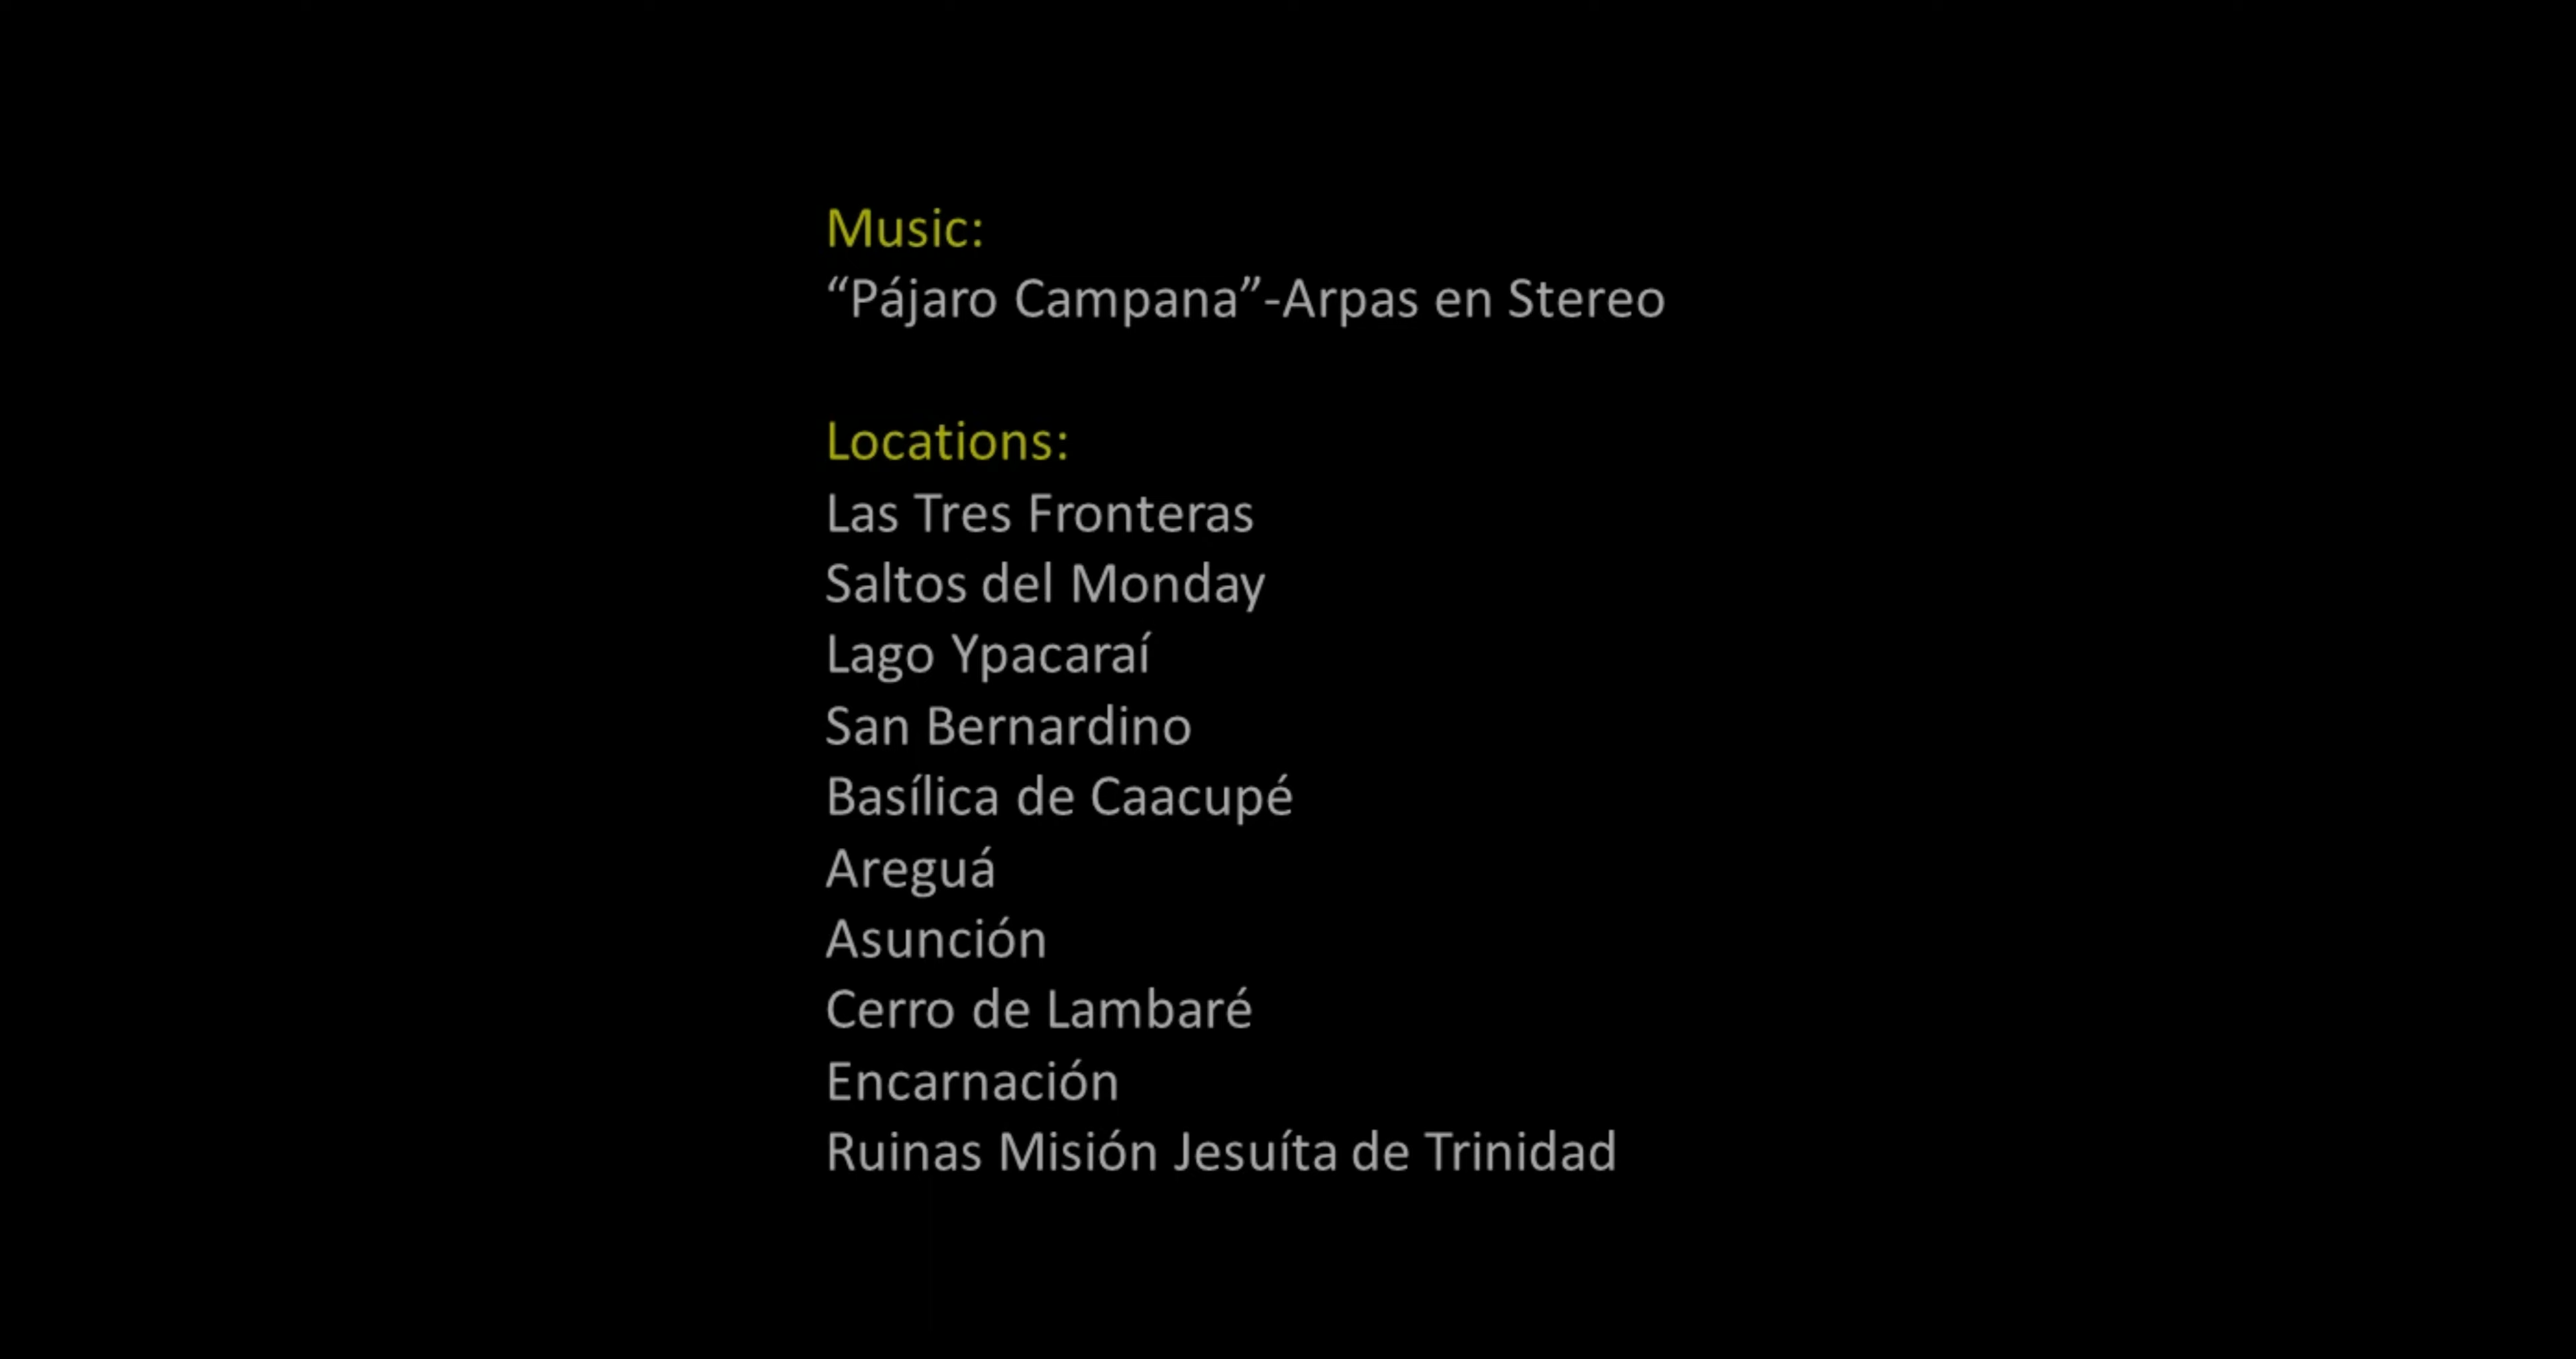 Music:
“Pájaro Campana”-Arpas en Stereo
Locations:
Las Tres Fronteras
Saltos del Monday
Lago Ypacaraí
San Bernardino
Basílica de Caacupé
Areguá
Asunción
Cerro de Lambaré
Encarnación
Ruinas Misión Jesuíta de Trinidad